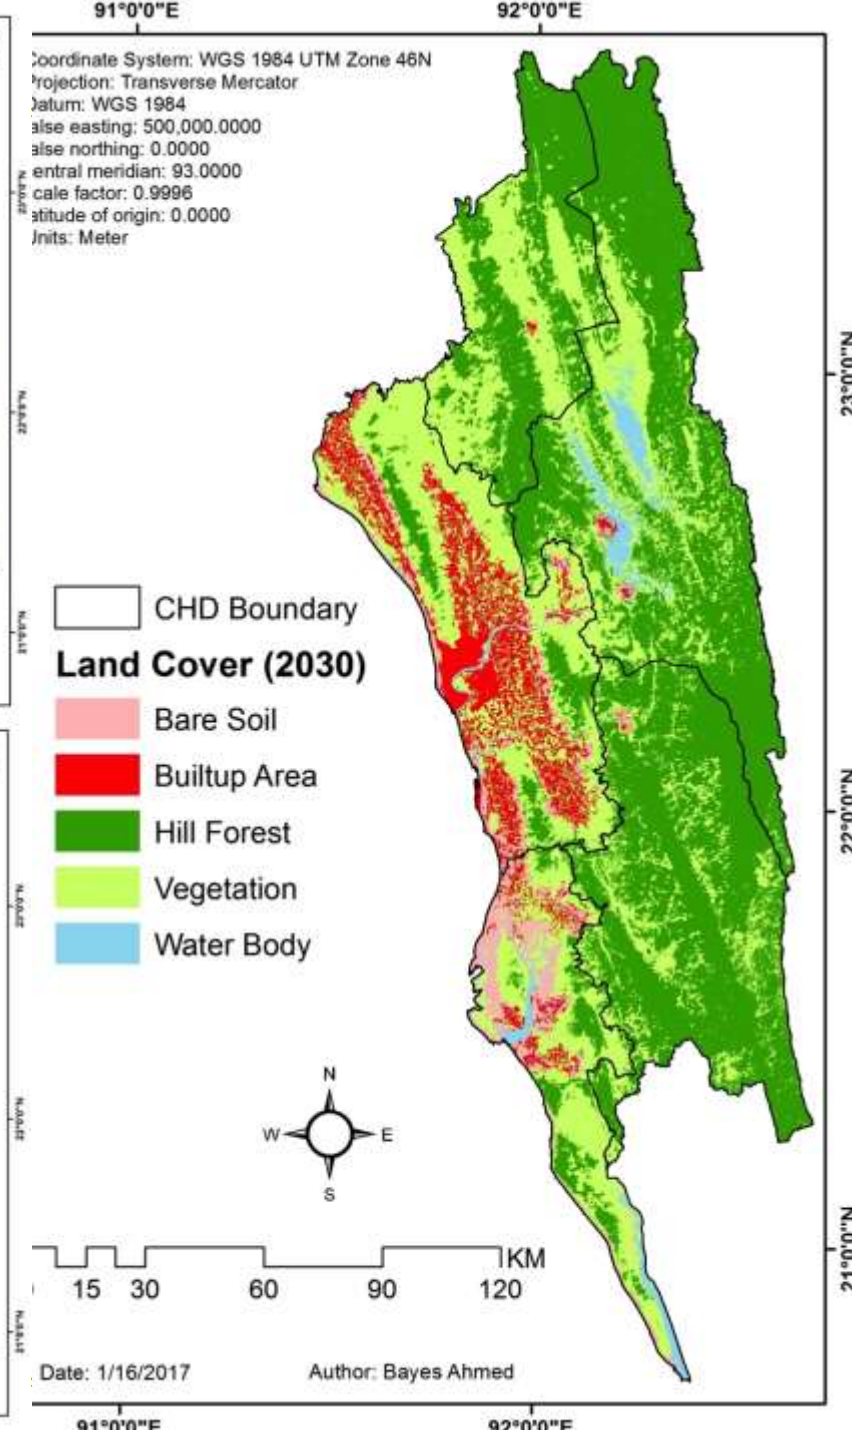 91°0'0"E
92°0'0"E
Coordinate System: WGS 1984 UTM Zone 46N
Projection: Transverse Mercator
Datum: WGS 1984
alse easting: 500,000.0000
alse northing: 0.0000
entral meridian: 93.0000
cale factor: 0.9996
atitude of origin: 0.0000
Units: Meter
23°0'0"N
CHD Boundary
Land Cover (2030)
Bare Soil
Builtup Area
Hill Forest
Vegetation
Water Body
22°0'0"N
N
W
E
S
21°0'0"N
KM
15 30 60 90 120
Date: 1/16/2017
Author: Bayes Ahmed
91°0'0"E
92°0'0"E